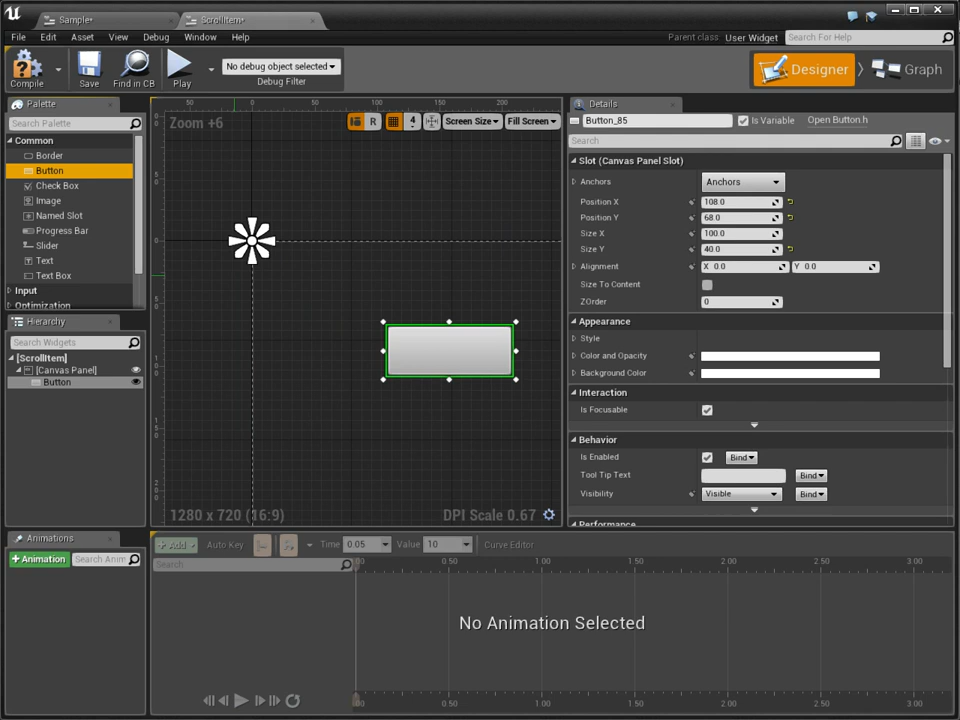 Sample*
ScrollItem*
File Edit Asset View Debug Window Help
Parent class: User Widget
Search For Help
Compile
Save
Find in CB
Play
No debug object selected
Debug Filter
Designer
Graph
Palette
Search Palette
Common
Border
Button
Check Box
Image
Named Slot
Progress Bar
Slider
Text
Text Box
Input
Optimization
Hierarchy
Search Widgets
[ScrollItem]
[Canvas Panel]
Button
50 0 50 100 150 200
Zoom +6
R
4
Screen Size
Fill Screen
1280 x 720 (16:9)
DPI Scale 0.67
Details
Button_85
Is Variable
Open Button.h
Search
Slot (Canvas Panel Slot)
Anchors
Anchors
Position X 108.0
Position Y 68.0
Size X 100.0
Size Y 40.0
Alignment X 0.0 Y 0.0
Size To Content
ZOrder 0
Appearance
Style
Color and Opacity
Background Color
Interaction
Is Focusable
Behavior
Is Enabled Bind
Tool Tip Text Bind
Visibility Visible Bind
Performance
Animations
+Animation
Search Anim
+Add
Auto Key
Time 0.05
Value 10
Curve Editor
Search
0.50 1.00 1.50 2.00 2.50 3.00
No Animation Selected
0.50 1.00 1.50 2.00 2.50 3.00